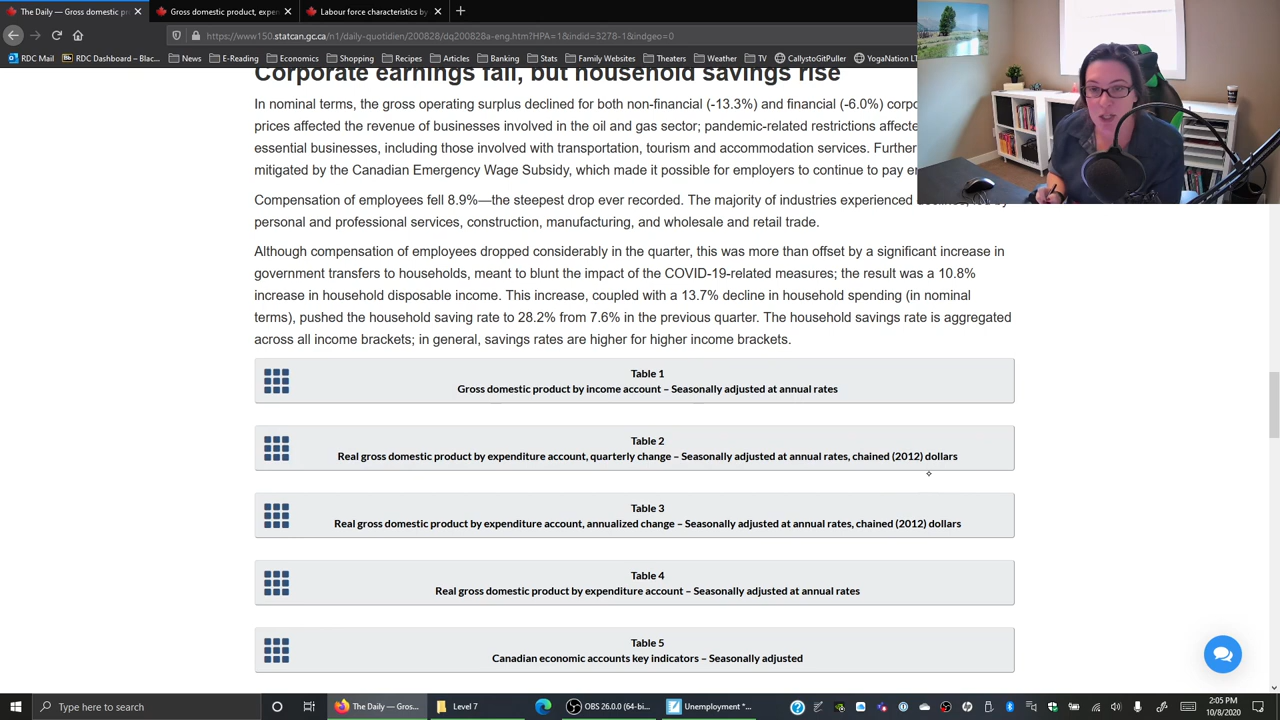 The Daily — Gross domestic pr
Gross domestic product, expen
Labour force characteristics by
https://www150.statcan.gc.ca/n1/daily-quotidien/200828/dq200828a-eng.htm?HPA=1&indid=3278-1&indgeo=0
RDC Mail
RDC Dashboard – Blac...
News
E-Reading
Economics
Shopping
Recipes
Articles
Banking
Stats
Family Websites
Theaters
Weather
TV
CallystoGitPuller
YogaNation LT
Corporate earnings fall, but household savings rise
In nominal terms, the gross operating surplus declined for both non-financial (-13.3%) and financial (-6.0%) corpo
prices affected the revenue of businesses involved in the oil and gas sector; pandemic-related restrictions affecte
essential businesses, including those involved with transportation, tourism and accommodation services. Further
mitigated by the Canadian Emergency Wage Subsidy, which made it possible for employers to continue to pay em
Compensation of employees fell 8.9%—the steepest drop ever recorded. The majority of industries experienced declines, led by
personal and professional services, construction, manufacturing, and wholesale and retail trade.
Although compensation of employees dropped considerably in the quarter, this was more than offset by a significant increase in
government transfers to households, meant to blunt the impact of the COVID-19-related measures; the result was a 10.8%
increase in household disposable income. This increase, coupled with a 13.7% decline in household spending (in nominal
terms), pushed the household saving rate to 28.2% from 7.6% in the previous quarter. The household savings rate is aggregated
across all income brackets; in general, savings rates are higher for higher income brackets.
Table 1
Gross domestic product by income account – Seasonally adjusted at annual rates
Table 2
Real gross domestic product by expenditure account, quarterly change – Seasonally adjusted at annual rates, chained (2012) dollars
Table 3
Real gross domestic product by expenditure account, annualized change – Seasonally adjusted at annual rates, chained (2012) dollars
Table 4
Real gross domestic product by expenditure account – Seasonally adjusted at annual rates
Table 5
Canadian economic accounts key indicators – Seasonally adjusted
Type here to search
The Daily — Gros...
Level 7
OBS 26.0.0 (64-bi...
Unemployment *...
2:05 PM
10/8/2020